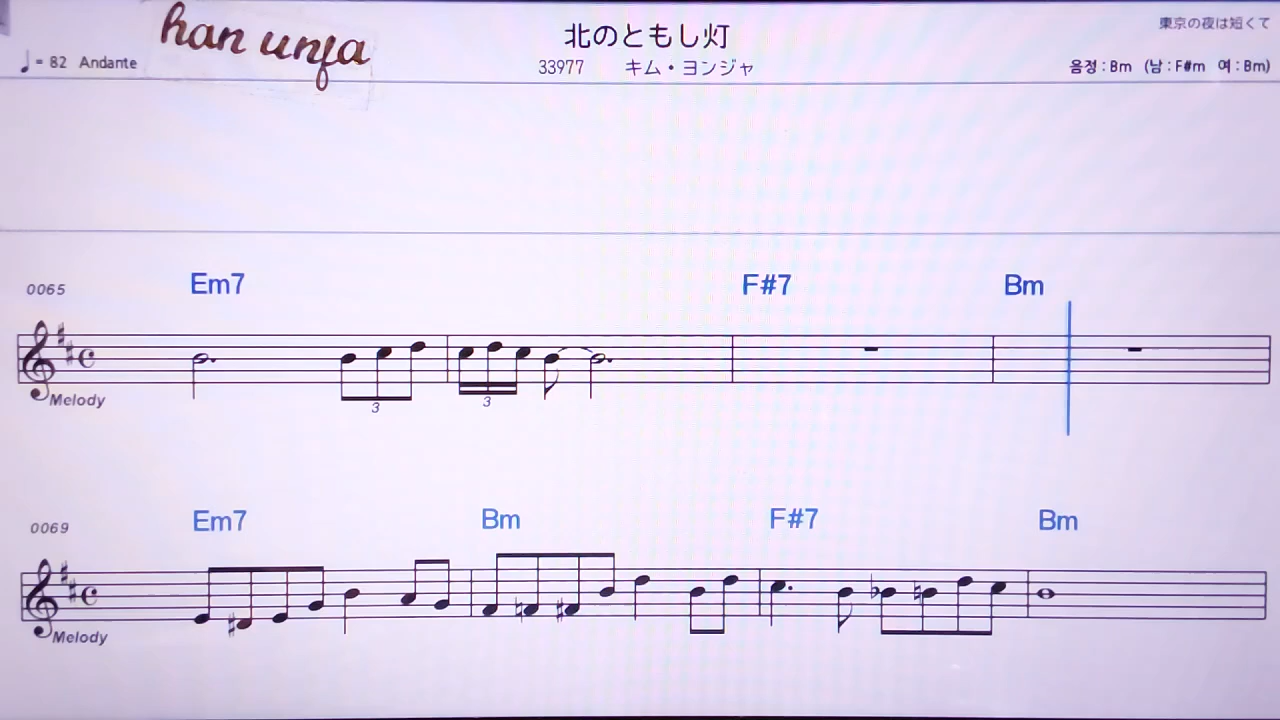 han unja
北のともし灯
東京の夜は短くて
♩= 82 Andante
33977 キム・ヨンジャ
음정 : Bm (남 : F#m 여 : Bm)
0065 Em7 F#7 Bm
Melody
3 3
0069 Em7 Bm F#7 Bm
Melody